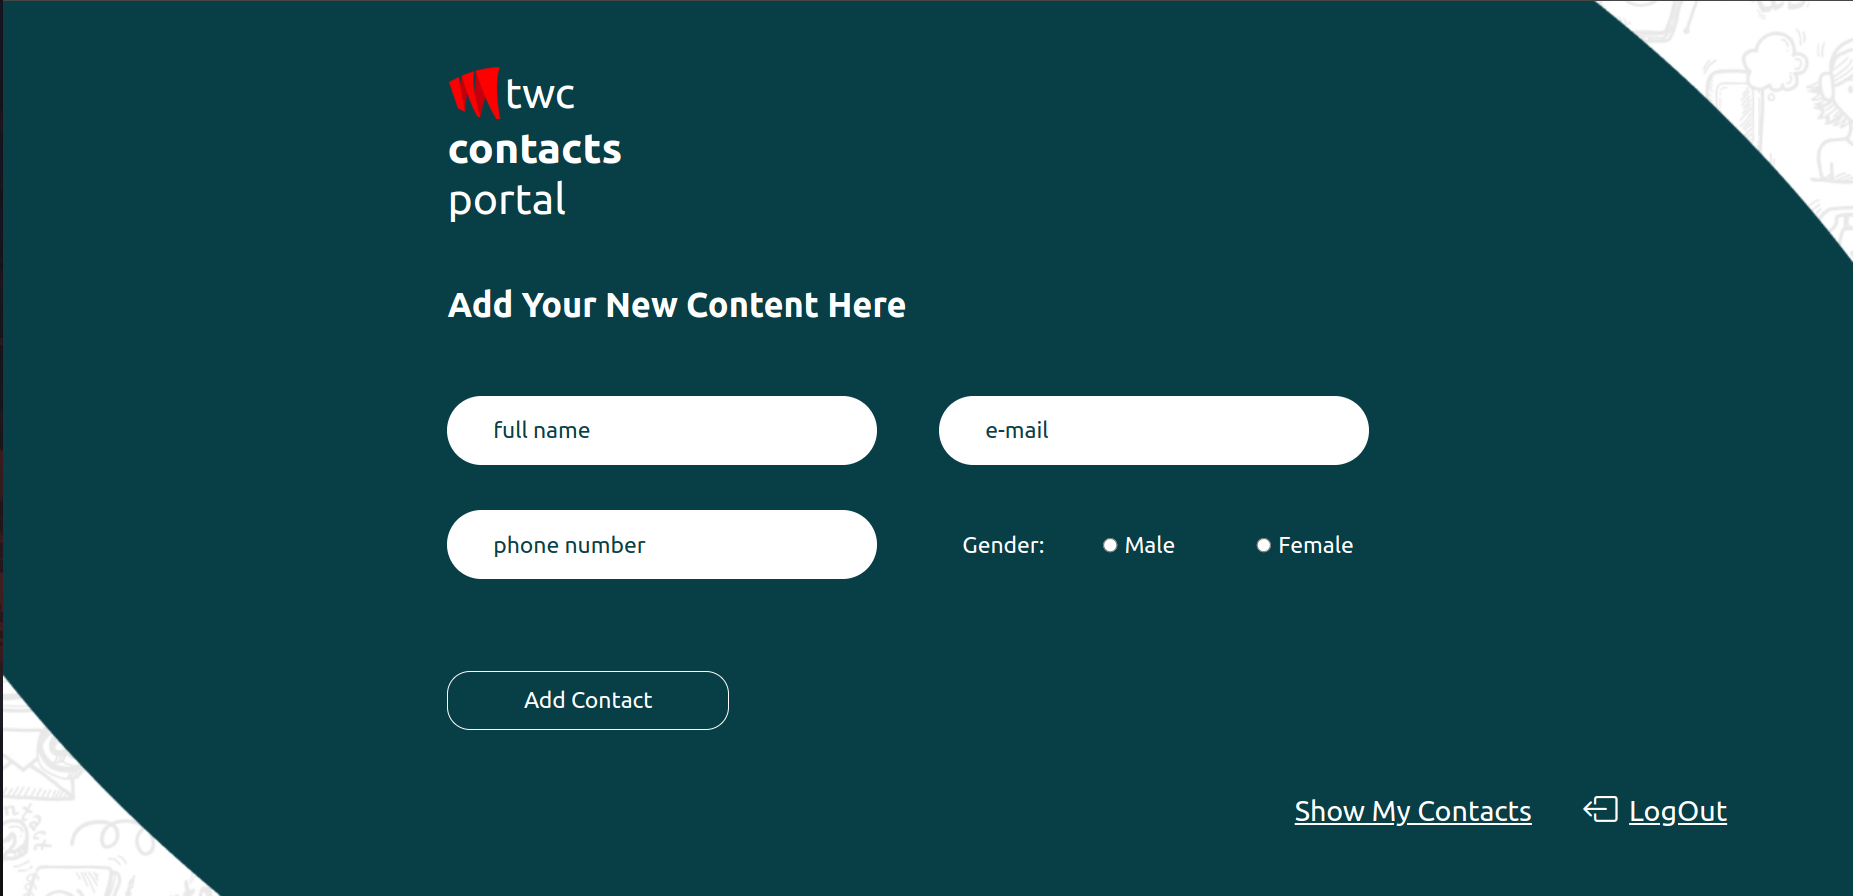 twc
contacts
portal
Add Your New Content Here
full name
e-mail
phone number
Gender: Male Female
Add Contact
Show My Contacts LogOut